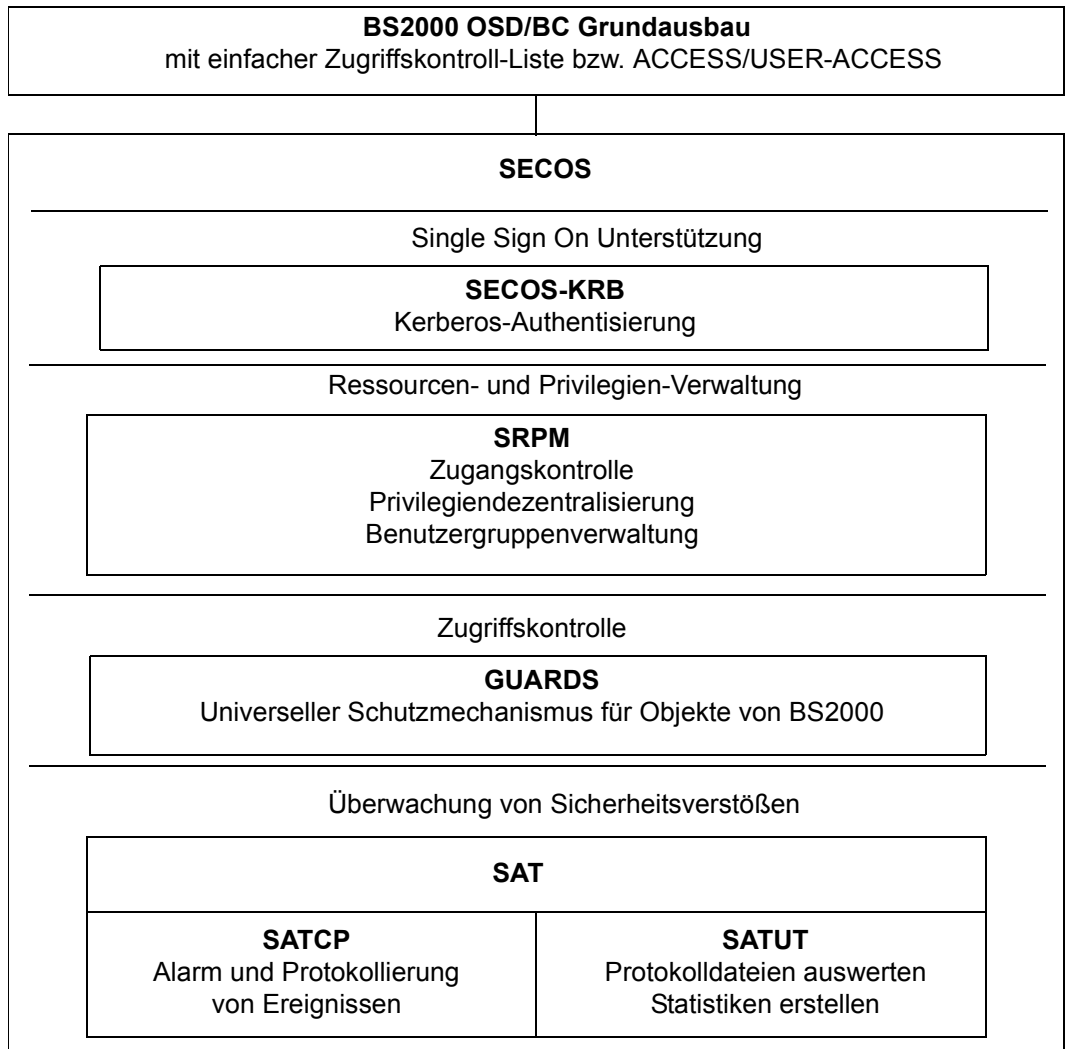 BS2000 OSD/BC Grundausbau
mit einfacher Zugriffskontroll-Liste bzw. ACCESS/USER-ACCESS
SECOS
Single Sign On Unterstützung
SECOS-KRB
Kerberos-Authentisierung
Ressourcen- und Privilegien-Verwaltung
SRPM
Zugangskontrolle
Privilegiendezentralisierung
Benutzergruppenverwaltung
Zugriffskontrolle
GUARDS
Universeller Schutzmechanismus für Objekte von BS2000
Überwachung von Sicherheitsverstößen
SAT
SATCP
Alarm und Protokollierung
von Ereignissen
SATUT
Protokolldateien auswerten
Statistiken erstellen